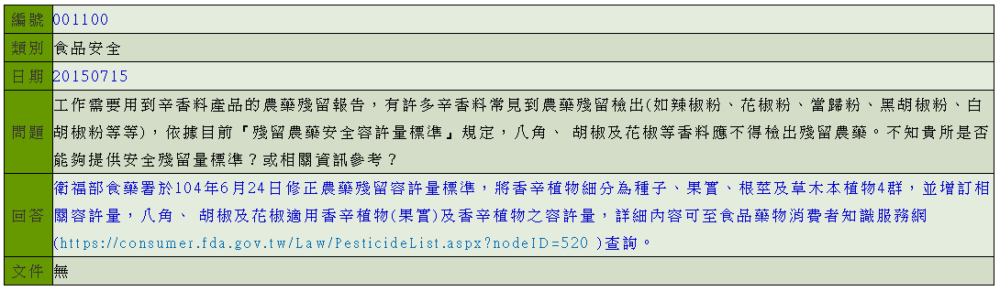 編號 001100
類別 食品安全
日期 20150715
工作需要用到辛香料產品的農藥殘留報告，有許多辛香料常見到農藥殘留檢出(如辣椒粉、花椒粉、當歸粉、黑胡椒粉、白
問題 胡椒粉等等)，依據目前『殘留農藥安全容許量標準』規定，八角、 胡椒及花椒等香料應不得檢出殘留農藥。不知貴所是否
能夠提供安全殘留量標準？或相關資訊參考？
衛福部食藥署於104年6月24日修正農藥殘留容許量標準，將香辛植物細分為種子、果實、根莖及草木本植物4群，並增訂相
回答 關容許量，八角、 胡椒及花椒適用香辛植物(果實)及香辛植物之容許量，詳細內容可至食品藥物消費者知識服務網
(https://consumer.fda.gov.tw/Law/PesticideList.aspx?nodeID=520 )查詢。
文件 無